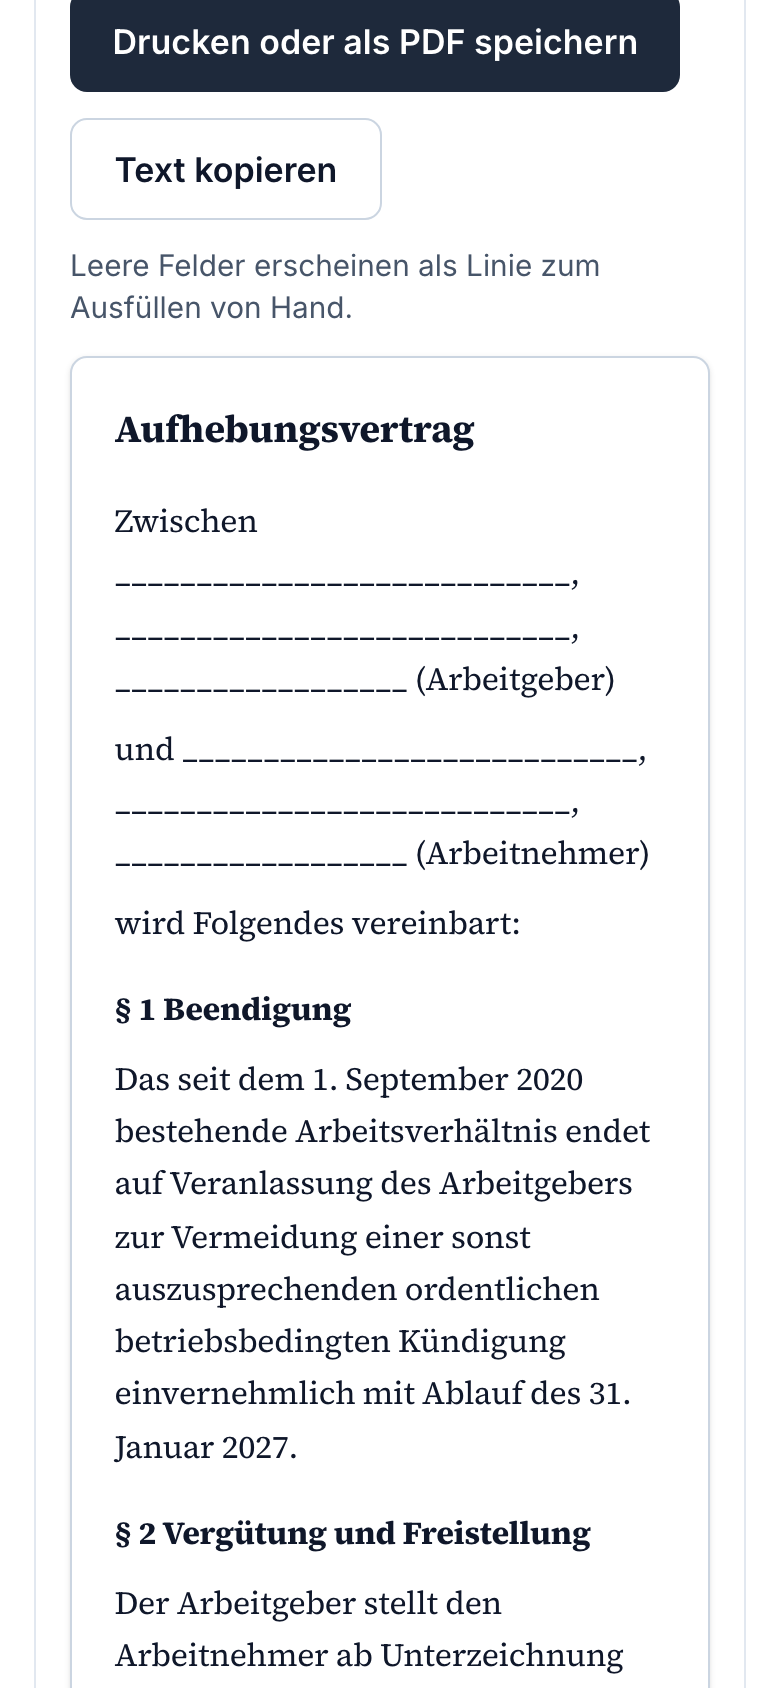 Drucken oder als PDF speichern
Text kopieren
Leere Felder erscheinen als Linie zum
Ausfüllen von Hand.
Aufhebungsvertrag
Zwischen
____________________________,
____________________________,
__________________ (Arbeitgeber)
und ____________________________,
____________________________,
__________________ (Arbeitnehmer)
wird Folgendes vereinbart:
§ 1 Beendigung
Das seit dem 1. September 2020
bestehende Arbeitsverhältnis endet
auf Veranlassung des Arbeitgebers
zur Vermeidung einer sonst
auszusprechenden ordentlichen
betriebsbedingten Kündigung
einvernehmlich mit Ablauf des 31.
Januar 2027.
§ 2 Vergütung und Freistellung
Der Arbeitgeber stellt den
Arbeitnehmer ab Unterzeichnung